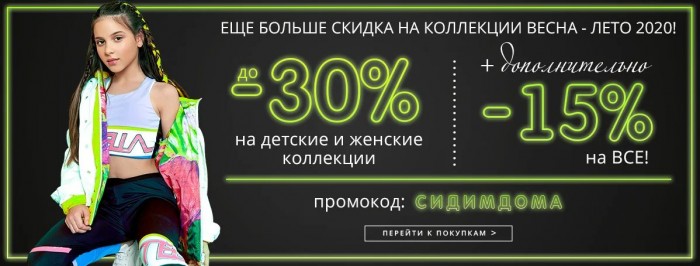 ЕЩЕ БОЛЬШЕ СКИДКА НА КОЛЛЕКЦИИ ВЕСНА - ЛЕТО 2020!
до -30%
на детские и женские
коллекции
+ дополнительно
-15%
на ВСЕ!
промокод: СИДИМДОМА
ПЕРЕЙТИ К ПОКУПКАМ >